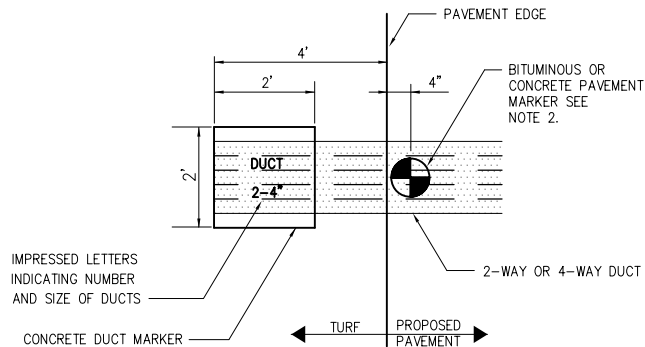 PAVEMENT EDGE
4'
2'
4"
BITUMINOUS OR
CONCRETE PAVEMENT
MARKER SEE
NOTE 2.
2'
DUCT
2-4"
IMPRESSED LETTERS
INDICATING NUMBER
AND SIZE OF DUCTS
2-WAY OR 4-WAY DUCT
CONCRETE DUCT MARKER
TURF
PROPOSED
PAVEMENT